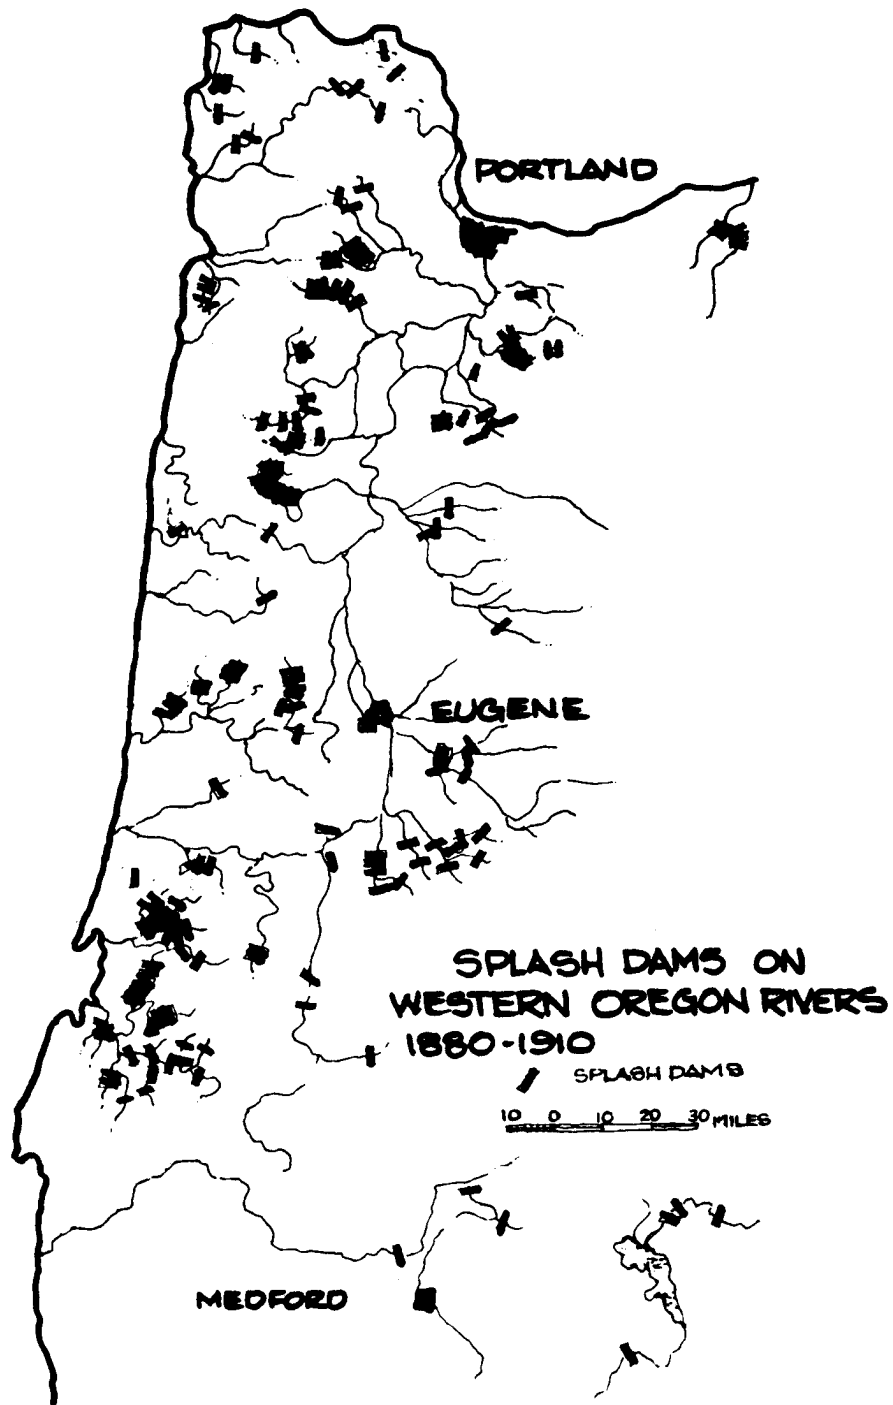 PORTLAND
EUGENE
SPLASH DAMS ON
WESTERN OREGON RIVERS
1880-1910
SPLASH DAMS
10 0 10 20 30 MILES
MEDFORD